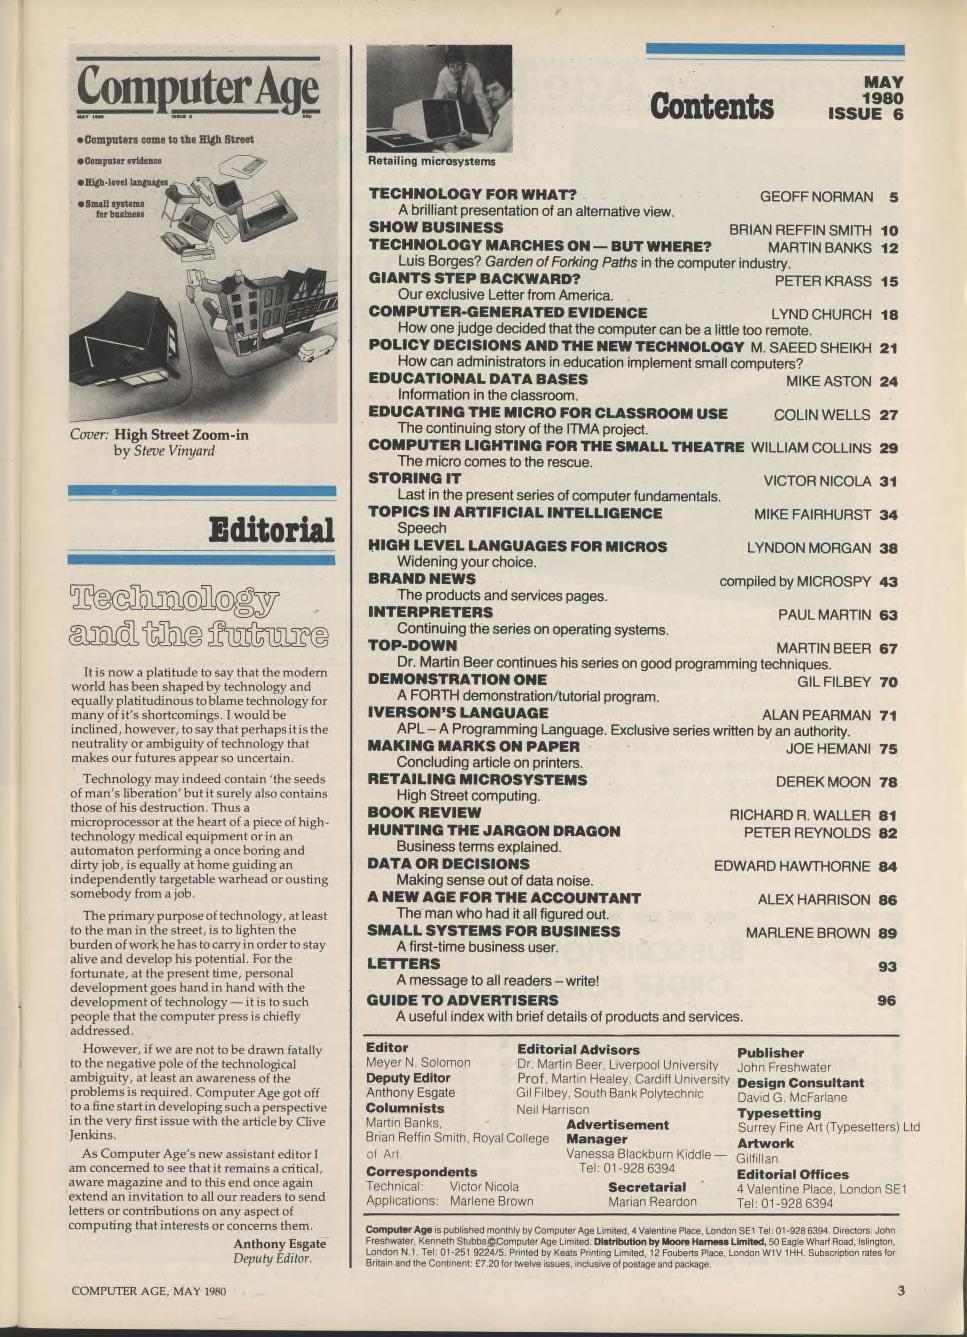 Computer Age
MAY 1980 ISSUE 6
Computers come to the High Street
Computer evidence
High-level languages
Small systems
for business
Cover: High Street Zoom-in
by Steve Vinyard
Editorial
Technology
and the future
It is now a platitude to say that the modern
world has been shaped by technology and
equally platitudinous to blame technology for
many of it's shortcomings. I would be
inclined, however, to say that perhaps it is the
neutrality or ambiguity of technology that
makes our futures appear so uncertain.
Technology may indeed contain 'the seeds
of man's liberation' but it surely also contains
those of his destruction. Thus a
microprocessor at the heart of a piece of high-
technology medical equipment or in an
automaton performing a once boring and
dirty job, is equally at home guiding an
independently targetable warhead or ousting
somebody from a job.
The primary purpose of technology, at least
to the man in the street, is to lighten the
burden of work he has to carry in order to stay
alive and develop his potential. For the
fortunate, at the present time, personal
development goes hand in hand with the
development of technology — it is to such
people that the computer press is chiefly
addressed.
However, if we are not to be drawn fatally
to the negative pole of the technological
ambiguity, at least an awareness of the
problems is required. Computer Age got off
to a fine start in developing such a perspective
in the very first issue with the article by Clive
Jenkins.
As Computer Age's new assistant editor I
am concerned to see that it remains a critical,
aware magazine and to this end once again
extend an invitation to all our readers to send
letters or contributions on any aspect of
computing that interests or concerns them.
Anthony Esgate
Deputy Editor.
Retailing microsystems
Contents
MAY
1980
ISSUE 6
TECHNOLOGY FOR WHAT? GEOFF NORMAN 5
A brilliant presentation of an alternative view.
SHOW BUSINESS BRIAN REFFIN SMITH 10
TECHNOLOGY MARCHES ON — BUT WHERE? MARTIN BANKS 12
Luis Borges? Garden of Forking Paths in the computer industry.
GIANTS STEP BACKWARD? PETER KRASS 15
Our exclusive Letter from America.
COMPUTER-GENERATED EVIDENCE LYND CHURCH 18
How one judge decided that the computer can be a little too remote.
POLICY DECISIONS AND THE NEW TECHNOLOGY M. SAEED SHEIKH 21
How can administrators in education implement small computers?
EDUCATIONAL DATA BASES MIKE ASTON 24
Information in the classroom.
EDUCATING THE MICRO FOR CLASSROOM USE COLIN WELLS 27
The continuing story of the ITMA project.
COMPUTER LIGHTING FOR THE SMALL THEATRE WILLIAM COLLINS 29
The micro comes to the rescue.
STORING IT VICTOR NICOLA 31
Last in the present series of computer fundamentals.
TOPICS IN ARTIFICIAL INTELLIGENCE MIKE FAIRHURST 34
Speech
HIGH LEVEL LANGUAGES FOR MICROS LYNDON MORGAN 38
Widening your choice.
BRAND NEWS compiled by MICROSPY 43
The products and services pages.
INTERPRETERS PAUL MARTIN 63
Continuing the series on operating systems.
TOP-DOWN MARTIN BEER 67
Dr. Martin Beer continues his series on good programming techniques.
DEMONSTRATION ONE GIL FILBEY 70
A FORTH demonstration/tutorial program.
IVERSON'S LANGUAGE ALAN PEARMAN 71
APL – A Programming Language. Exclusive series written by an authority.
MAKING MARKS ON PAPER JOE HEMANI 75
Concluding article on printers.
RETAILING MICROSYSTEMS DEREK MOON 78
High Street computing.
BOOK REVIEW RICHARD R. WALLER 81
HUNTING THE JARGON DRAGON PETER REYNOLDS 82
Business terms explained.
DATA OR DECISIONS EDWARD HAWTHORNE 84
Making sense out of data noise.
A NEW AGE FOR THE ACCOUNTANT ALEX HARRISON 86
The man who had it all figured out.
SMALL SYSTEMS FOR BUSINESS MARLENE BROWN 89
A first-time business user.
LETTERS 93
A message to all readers – write!
GUIDE TO ADVERTISERS 96
A useful index with brief details of products and services.
Editor
Meyer N. Solomon
Deputy Editor
Anthony Esgate
Columnists
Martin Banks,
Brian Reffin Smith, Royal College
of Art.
Correspondents
Technical: Victor Nicola
Applications: Marlene Brown
Editorial Advisors
Dr. Martin Beer, Liverpool University
Prof. Martin Healey, Cardiff University
Gil Filbey, South Bank Polytechnic
Neil Harrison
Advertisement
Manager
Vanessa Blackburn Kiddle —
Tel: 01-928 6394
Secretarial
Marian Reardon
Publisher
John Freshwater
Design Consultant
David G. McFarlane
Typesetting
Surrey Fine Art (Typesetters) Ltd
Artwork
Gilfillan
Editorial Offices
4 Valentine Place, London SE1
Tel: 01-928 6394
Computer Age is published monthly by Computer Age Limited, 4 Valentine Place, London SE1 Tel: 01-928 6394. Directors: John
Freshwater, Kenneth Stubbs@Computer Age Limited. Distribution by Moore Harness Limited, 50 Eagle Wharf Road, Islington,
London N.1. Tel: 01-251 9224/5. Printed by Keats Printing Limited, 12 Fouberts Place, London W1V 1HH. Subscription rates for
Britain and the Continent: £7.20 for twelve issues, inclusive of postage and package.
COMPUTER AGE, MAY 1980
3